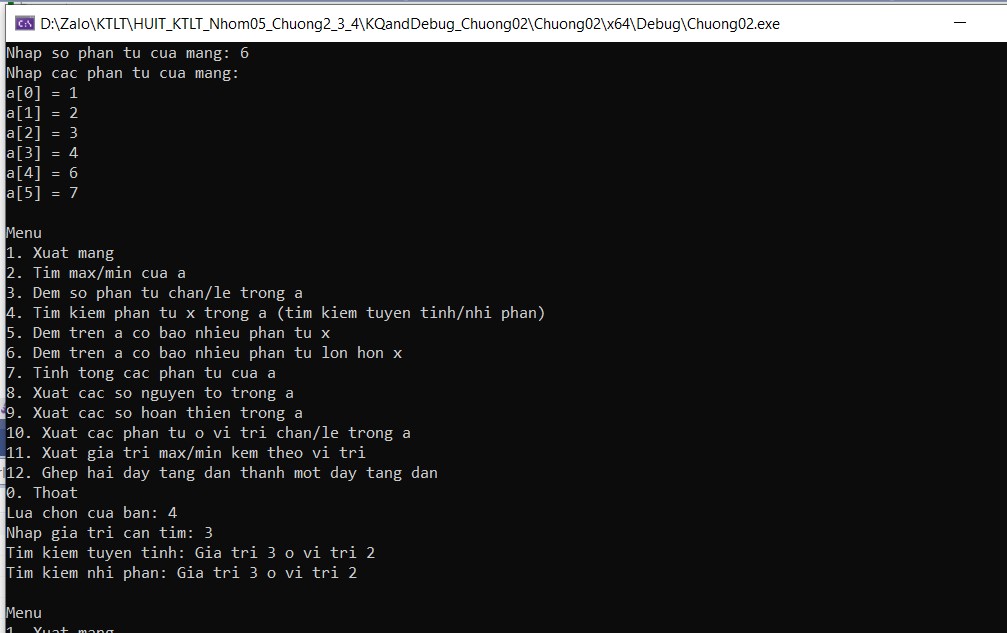 D:\Zalo\KTLT\HUIT_KTLT_Nhom05_Chuong2_3_4\KQandDebug_Chuong02\Chuong02\x64\Debug\Chuong02.exe
Nhap so phan tu cua mang: 6
Nhap cac phan tu cua mang:
a[0] = 1
a[1] = 2
a[2] = 3
a[3] = 4
a[4] = 6
a[5] = 7
Menu
1. Xuat mang
2. Tim max/min cua a
3. Dem so phan tu chan/le trong a
4. Tim kiem phan tu x trong a (tim kiem tuyen tinh/nhi phan)
5. Dem tren a co bao nhieu phan tu x
6. Dem tren a co bao nhieu phan tu lon hon x
7. Tinh tong cac phan tu cua a
8. Xuat cac so nguyen to trong a
9. Xuat cac so hoan thien trong a
10. Xuat cac phan tu o vi tri chan/le trong a
11. Xuat gia tri max/min kem theo vi tri
12. Ghep hai day tang dan thanh mot day tang dan
0. Thoat
Lua chon cua ban: 4
Nhap gia tri can tim: 3
Tim kiem tuyen tinh: Gia tri 3 o vi tri 2
Tim kiem nhi phan: Gia tri 3 o vi tri 2
Menu
1. Xuat mang